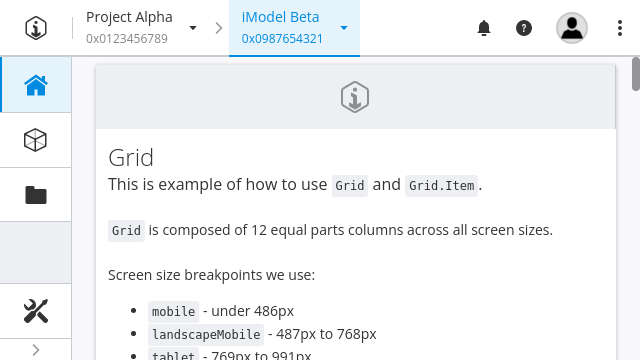 Project Alpha
0x0123456789
iModel Beta
0x0987654321
Grid
This is example of how to use Grid and Grid.Item.
Grid is composed of 12 equal parts columns across all screen sizes.
Screen size breakpoints we use:
mobile - under 486px
landscapeMobile - 487px to 768px
tablet - 769px to 991px